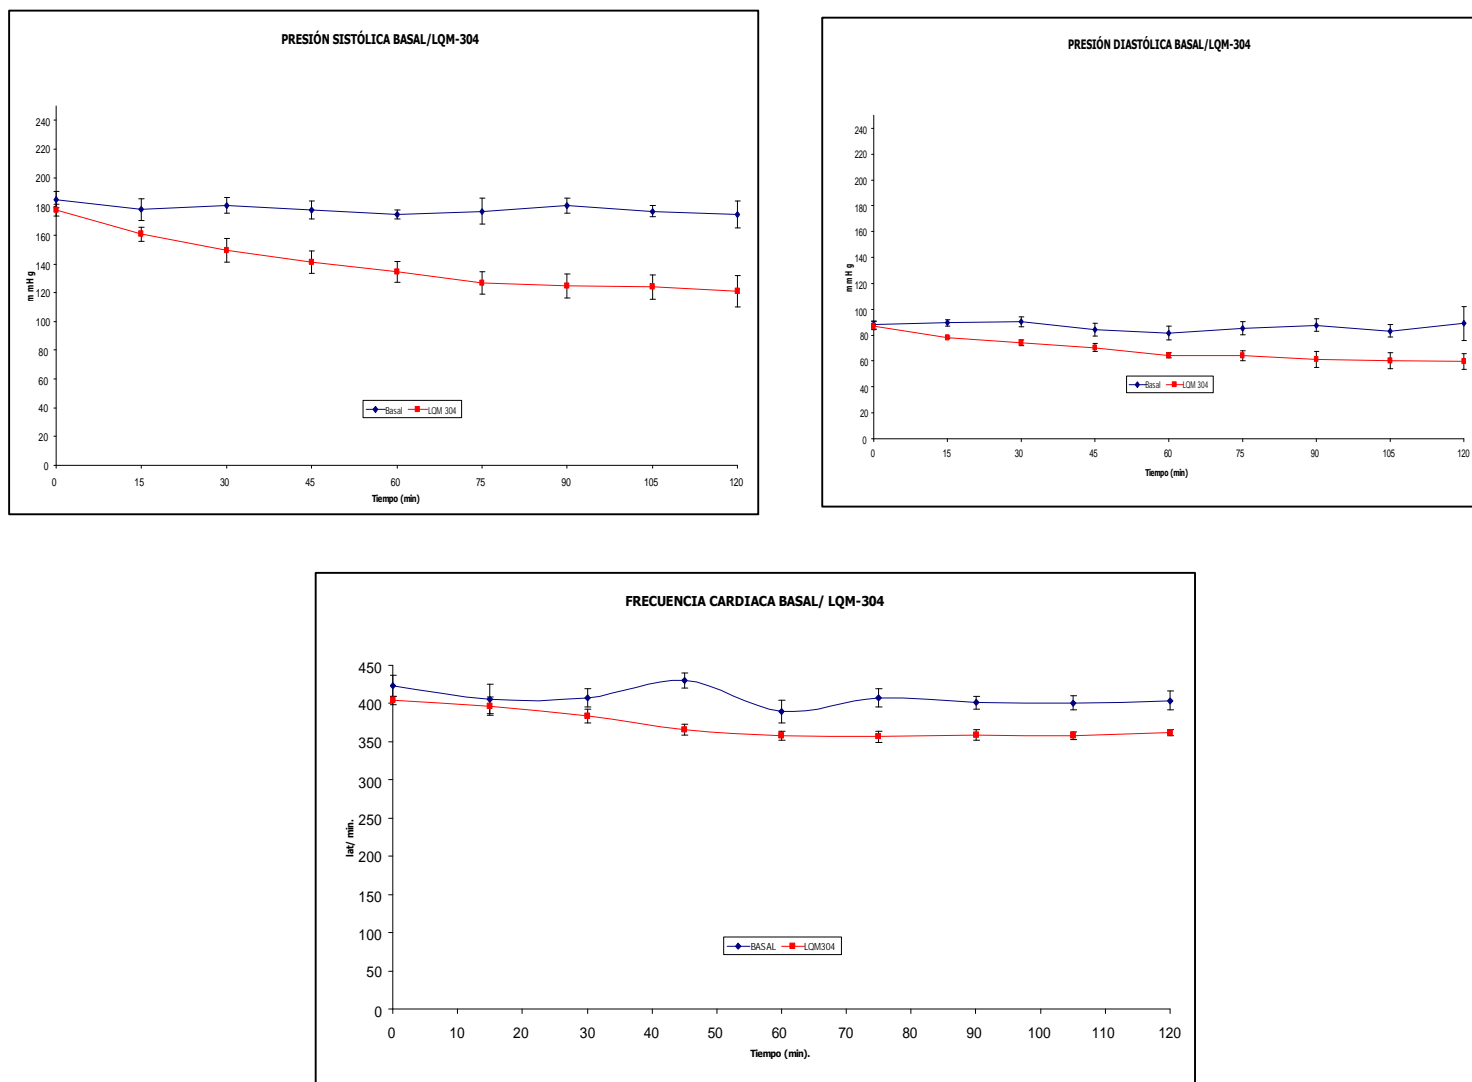 PRESIÓN SISTÓLICA BASAL/LQM-304
240
220
200
180
160
140
120
100
80
60
40
20
0
m mH g
0 15 30 45 60 75 90 105 120
Tiempo (min)
Basal LQM 304
PRESIÓN DIASTÓLICA BASAL/LQM-304
240
220
200
180
160
140
120
100
80
60
40
20
0
m mH g
0 15 30 45 60 75 90 105 120
Tiempo (min)
Basal LQM 304
FRECUENCIA CARDIACA BASAL/ LQM-304
450
400
350
300
250
200
150
100
50
0
lat/ min.
0 10 20 30 40 50 60 70 80 90 100 110 120
Tiempo (min).
BASAL LQM304